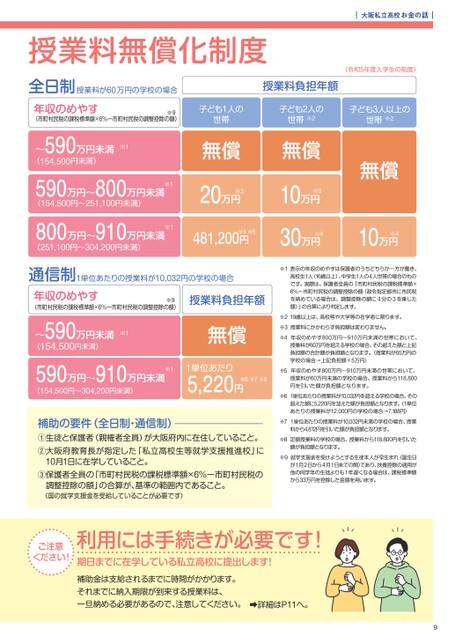 大阪私立高校 お金の話
授業料無償化制度
（令和5年度入学生の制度）
全日制 授業料が60万円の学校の場合
授業料負担年額
年収のめやす ※9
（市町村民税の課税標準額×6%－市町村民税の調整控除の額）
子ども1人の世帯
子ども2人の世帯 ※2
子ども3人以上の世帯 ※2
～590万円未満 ※1
（154,500円未満）
無償
無償
無償
590万円～800万円未満 ※1
（154,500円～251,100円未満）
20万円 ※3
10万円 ※3
800万円～910万円未満 ※1
（251,100円～304,200円未満）
481,200円 ※4 ※5
30万円 ※4
10万円 ※4
通信制 1単位あたりの授業料が10,032円の学校の場合
年収のめやす ※9
（市町村民税の課税標準額×6%－市町村民税の調整控除の額）
授業料負担年額
～590万円未満 ※1
（154,500円未満）
無償
590万円～910万円未満 ※1
（154,500円～304,200円未満）
1単位あたり
5,220円 ※6 ※7 ※8
補助の要件（全日制・通信制）
①生徒と保護者（親権者全員）が大阪府内に在住していること。
②大阪府教育長が指定した「私立高校生等就学支援推進校」に
10月1日に在学していること。
③保護者全員の「市町村民税の課税標準額×6%－市町村民税の
調整控除の額」の合算が、基準の範囲内であること。
（国の就学支援金を受給していることが必要です）
※1 表示の年収のめやすは保護者のうちどちらか一方が働き、
高校生1人（16歳以上）、中学生1人の4人世帯の場合のもの
です。実際は、保護者全員の「市町村民税の課税標準額×
6%－市町村民税の調整控除の額（政令指定都市に市民税
を納めている場合は、調整控除の額に4分の3を乗じた
額）」の合算により判定します。
※2 19歳以上は、高校等や大学等の在学者に限ります。
※3 授業料にかかわらず負担額は変わりません。
※4 年収のめやす800万円～910万円未満の世帯において、
授業料が60万円を超える学校の場合、その超えた額と上記
負担額の合計額が負担額となります。（授業料が65万円の
学校の場合→上記負担額＋5万円）
※5 年収のめやす800万円～910万円未満の世帯において、
授業料が60万円未満の学校の場合、授業料から118,800
円を引いた額が負担額となります。
※6 1単位あたりの授業料が10,032円を超える学校の場合、その
超えた額に5,220円を加えた額が負担額となります。（1単位
あたりの授業料が12,000円の学校の場合→7,188円）
※7 1単位あたりの授業料が10,032円未満の学校の場合、授業
料から4,812円を引いた額が負担額となります。
※8 定額授業料の学校の場合、授業料から118,800円を引いた
額が負担額となります。
※9 就学支援金を受けようとする生徒本人が早生まれ（誕生日
が1月2日から4月1日までの間）であり、扶養控除の適用が
他の同学年の生徒よりも1年遅くなる場合は、課税標準額
から33万円を控除した金額を用います。
ご注意
ください！
利用には手続きが必要です！
期日までに在学している私立高校に提出します！
補助金は支給されるまでに時間がかかります。
それまでに納入期限が到来する授業料は、
一旦納める必要があるので、注意してください。 ➡詳細はP11へ。
9